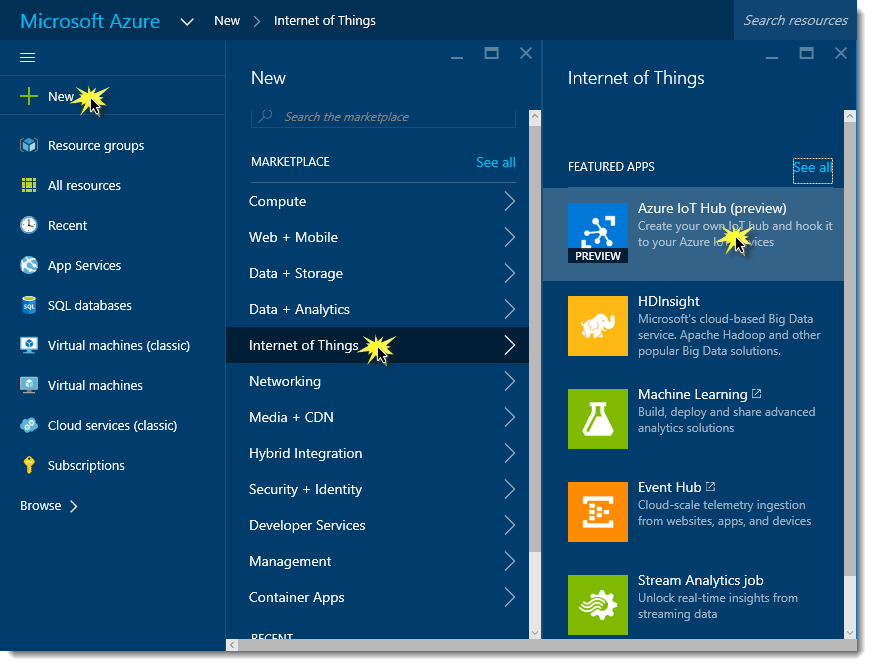 Microsoft Azure
New
Internet of Things
Search resources
New
Resource groups
All resources
Recent
App Services
SQL
SQL databases
Virtual machines (classic)
Virtual machines
Cloud services (classic)
Subscriptions
Browse
New
Search the marketplace
MARKETPLACE
See all
Compute
Web + Mobile
Data + Storage
Data + Analytics
Internet of Things
Networking
Media + CDN
Hybrid Integration
Security + Identity
Developer Services
Management
Container Apps
RECENT
Internet of Things
FEATURED APPS
See all
PREVIEW
Azure IoT Hub (preview)
Create your own IoT hub and hook it
to your Azure IoT devices
HDInsight
Microsoft's cloud-based Big Data
service. Apache Hadoop and other
popular Big Data solutions.
Machine Learning
Build, deploy and share advanced
analytics solutions
Event Hub
Cloud-scale telemetry ingestion
from websites, apps, and devices
Stream Analytics job
Unlock real-time insights from
streaming data